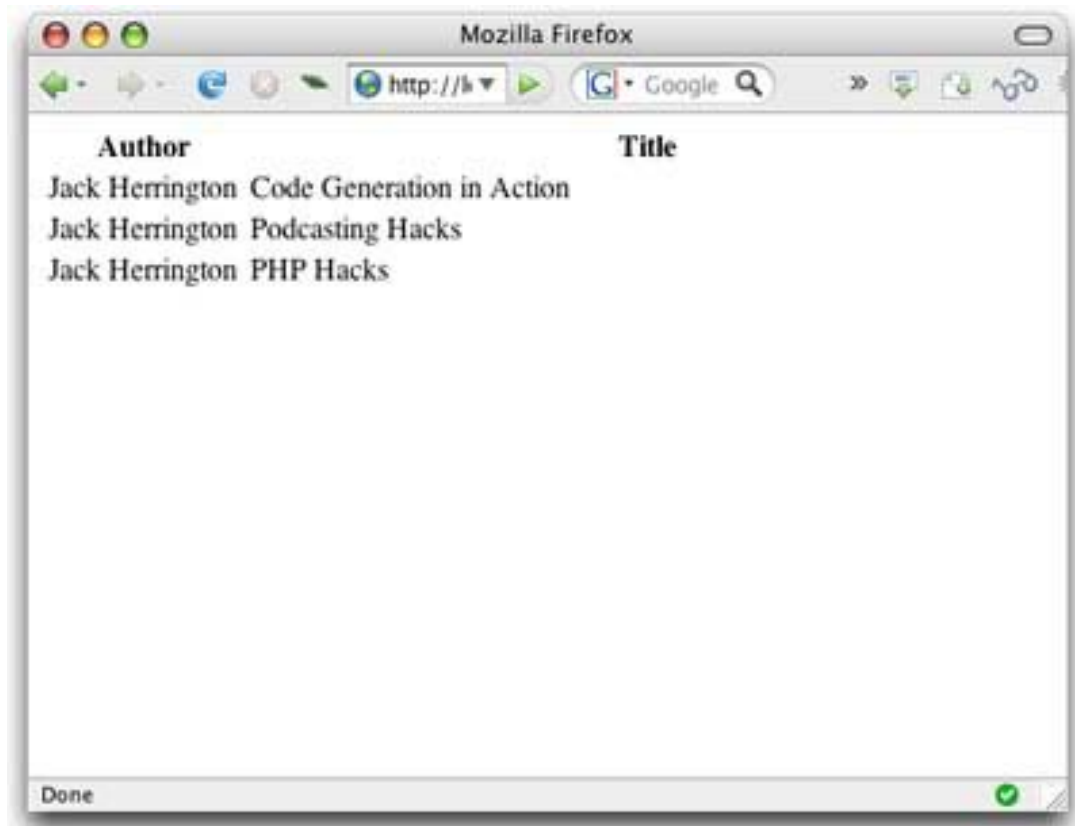 Mozilla Firefox
http://l Google
Author Title
Jack Herrington Code Generation in Action
Jack Herrington Podcasting Hacks
Jack Herrington PHP Hacks
Done